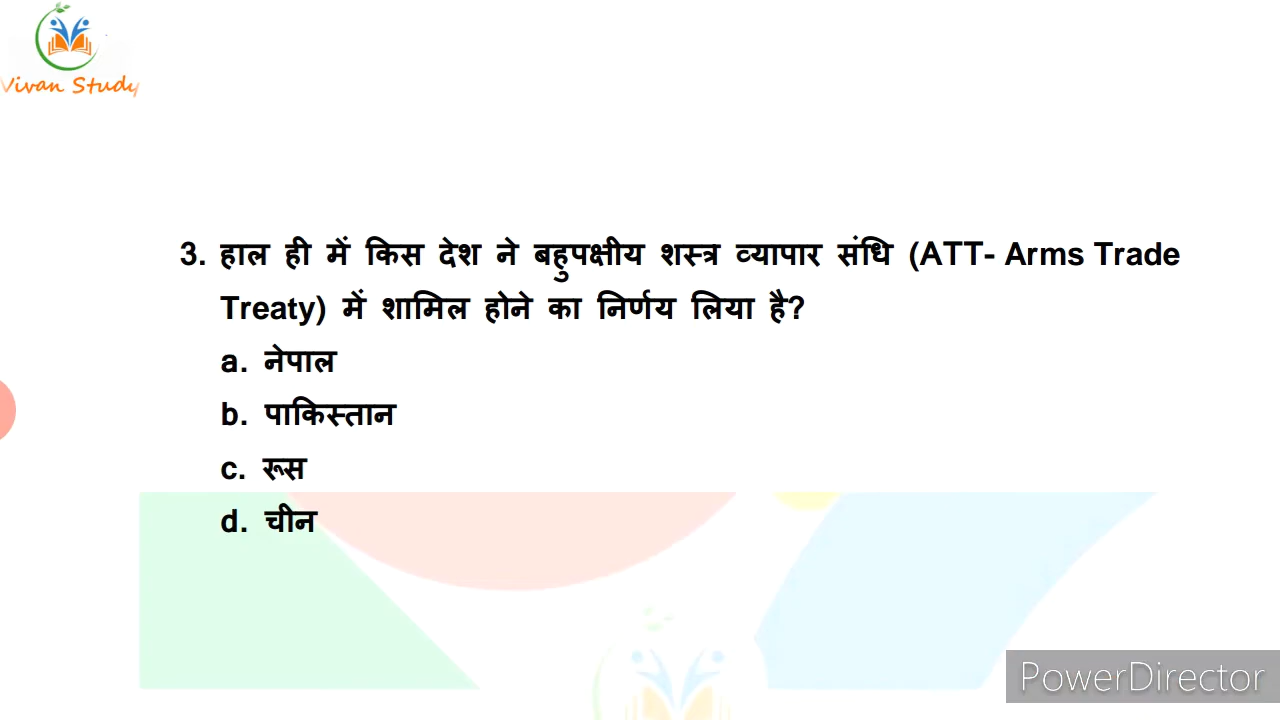 Vivan Study
3. हाल ही में किस देश ने बहुपक्षीय शस्त्र व्यापार संधि (ATT- Arms Trade
Treaty) में शामिल होने का निर्णय लिया है?
a. नेपाल
b. पाकिस्तान
c. रूस
d. चीन
PowerDirector